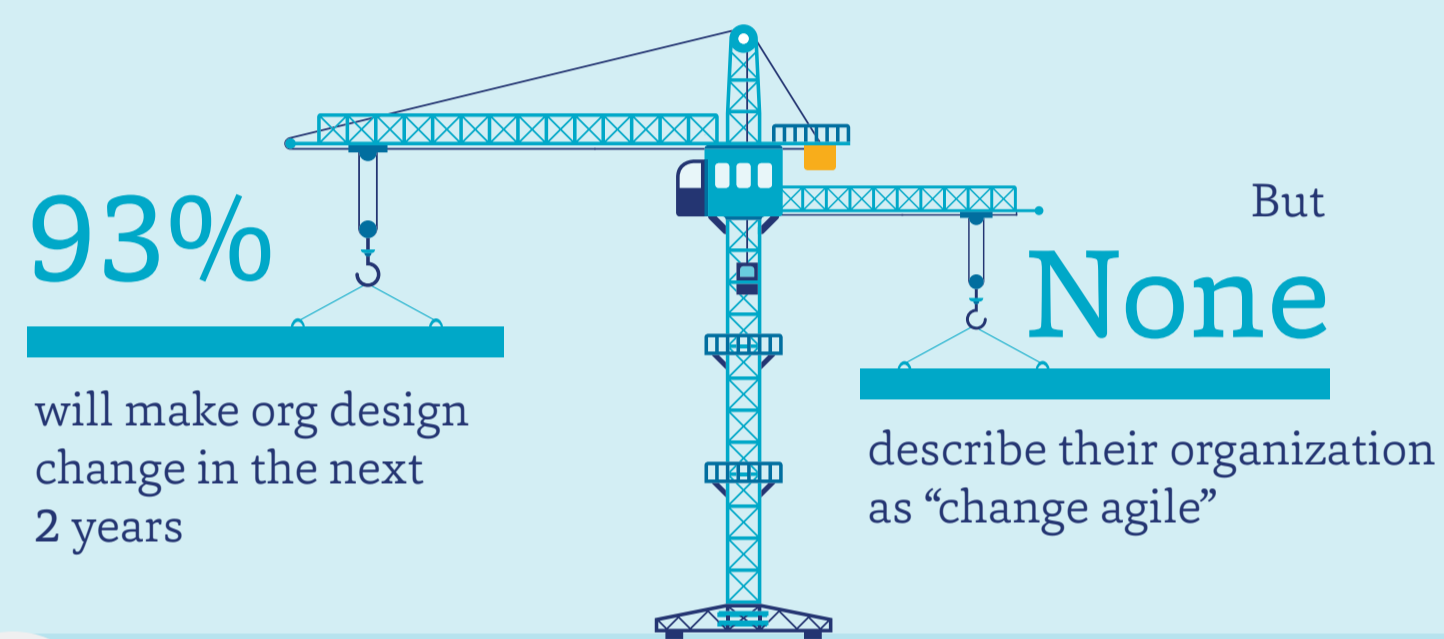 93%
will make org design
change in the next
2 years
But
None
describe their organization
as “change agile”